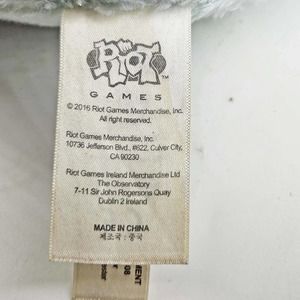 RIOT
GAMES
© 2016 Riot Games Merchandise, Inc.
All right reserved.
Riot Games Merchandise, Inc.
10736 Jefferson Blvd., #622, Culver City,
CA 90230
Riot Games Ireland Merchandise Ltd
The Observatory
7-11 Sir John Rogersons Quay
Dublin 2 Ireland
MADE IN CHINA
제조국 : 중국